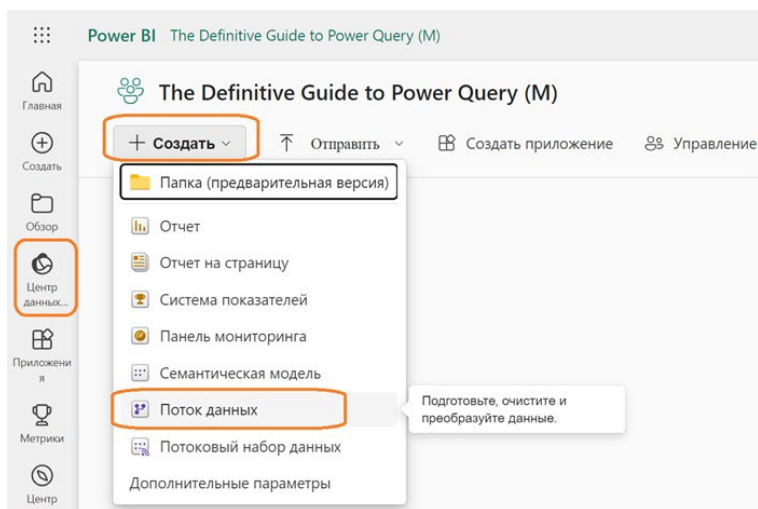 Power BI The Definitive Guide to Power Query (M)
The Definitive Guide to Power Query (M)
Главная
Создать
Обзор
Центр
данных...
Приложени
я
Метрики
Центр
Создать
Отправить
Создать приложение
Управление
Папка (предварительная версия)
Отчет
Отчет на страницу
Система показателей
Панель мониторинга
Семантическая модель
Поток данных
Подготовьте, очистите и
преобразуйте данные.
Потоковый набор данных
Дополнительные параметры